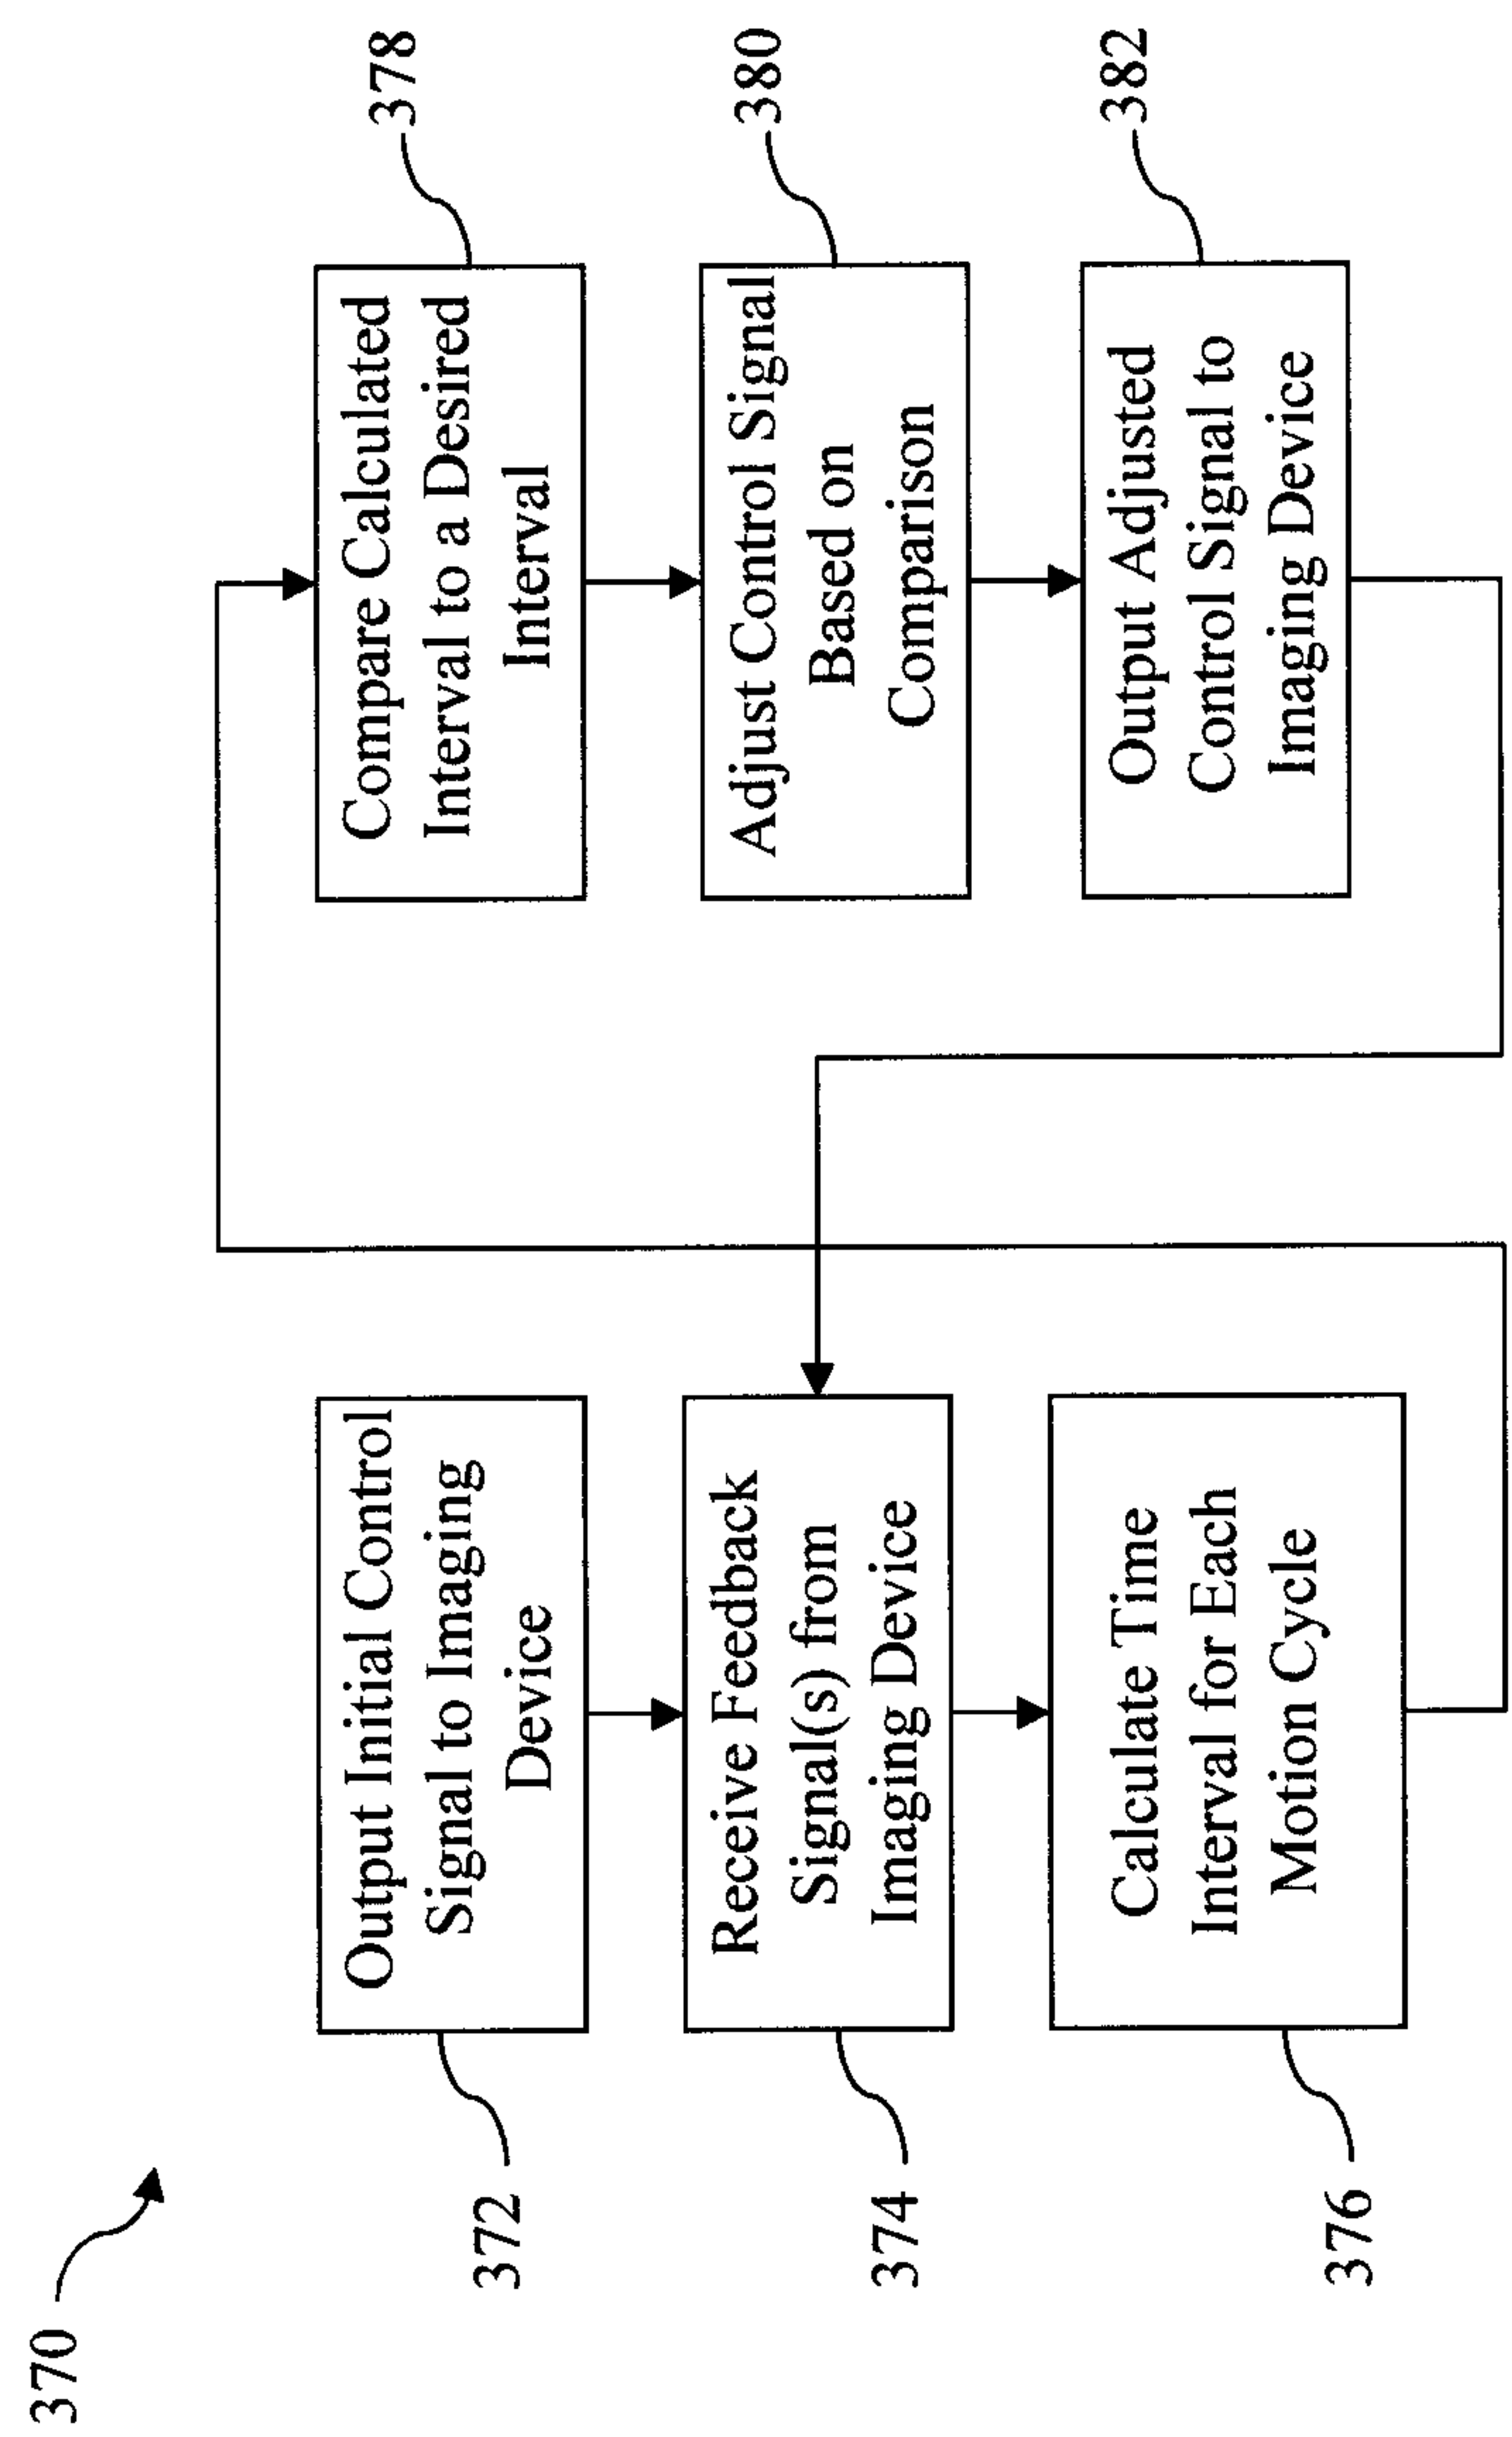 370
372
Output Initial Control
Signal to Imaging
Device
374
Receive Feedback
Signal(s) from
Imaging Device
376
Calculate Time
Interval for Each
Motion Cycle
378
Compare Calculated
Interval to a Desired
Interval
380
Adjust Control Signal
Based on
Comparison
382
Output Adjusted
Control Signal to
Imaging Device